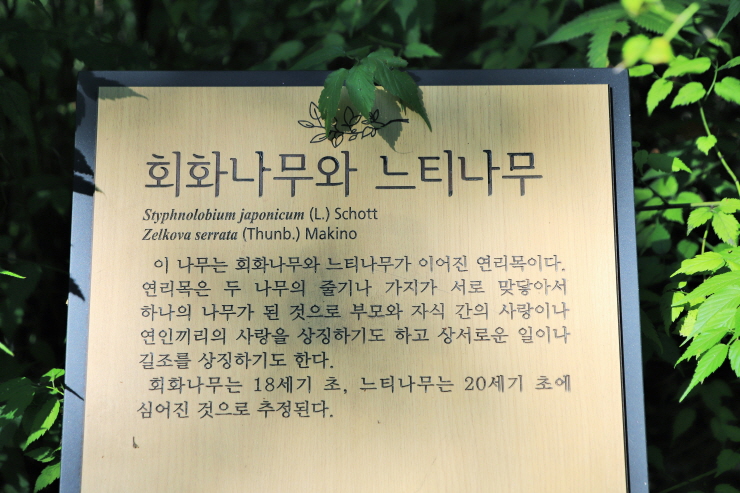 회화나무와 느티나무
Styphnolobium japonicum (L.) Schott
Zelkova serrata (Thunb.) Makino
이 나무는 회화나무와 느티나무가 이어진 연리목이다.
연리목은 두 나무의 줄기나 가지가 서로 맞닿아서
하나의 나무가 된 것으로 부모와 자식 간의 사랑이나
연인끼리의 사랑을 상징하기도 하고 상서로운 일이나
길조를 상징하기도 한다.
회화나무는 18세기 초, 느티나무는 20세기 초에
심어진 것으로 추정된다.